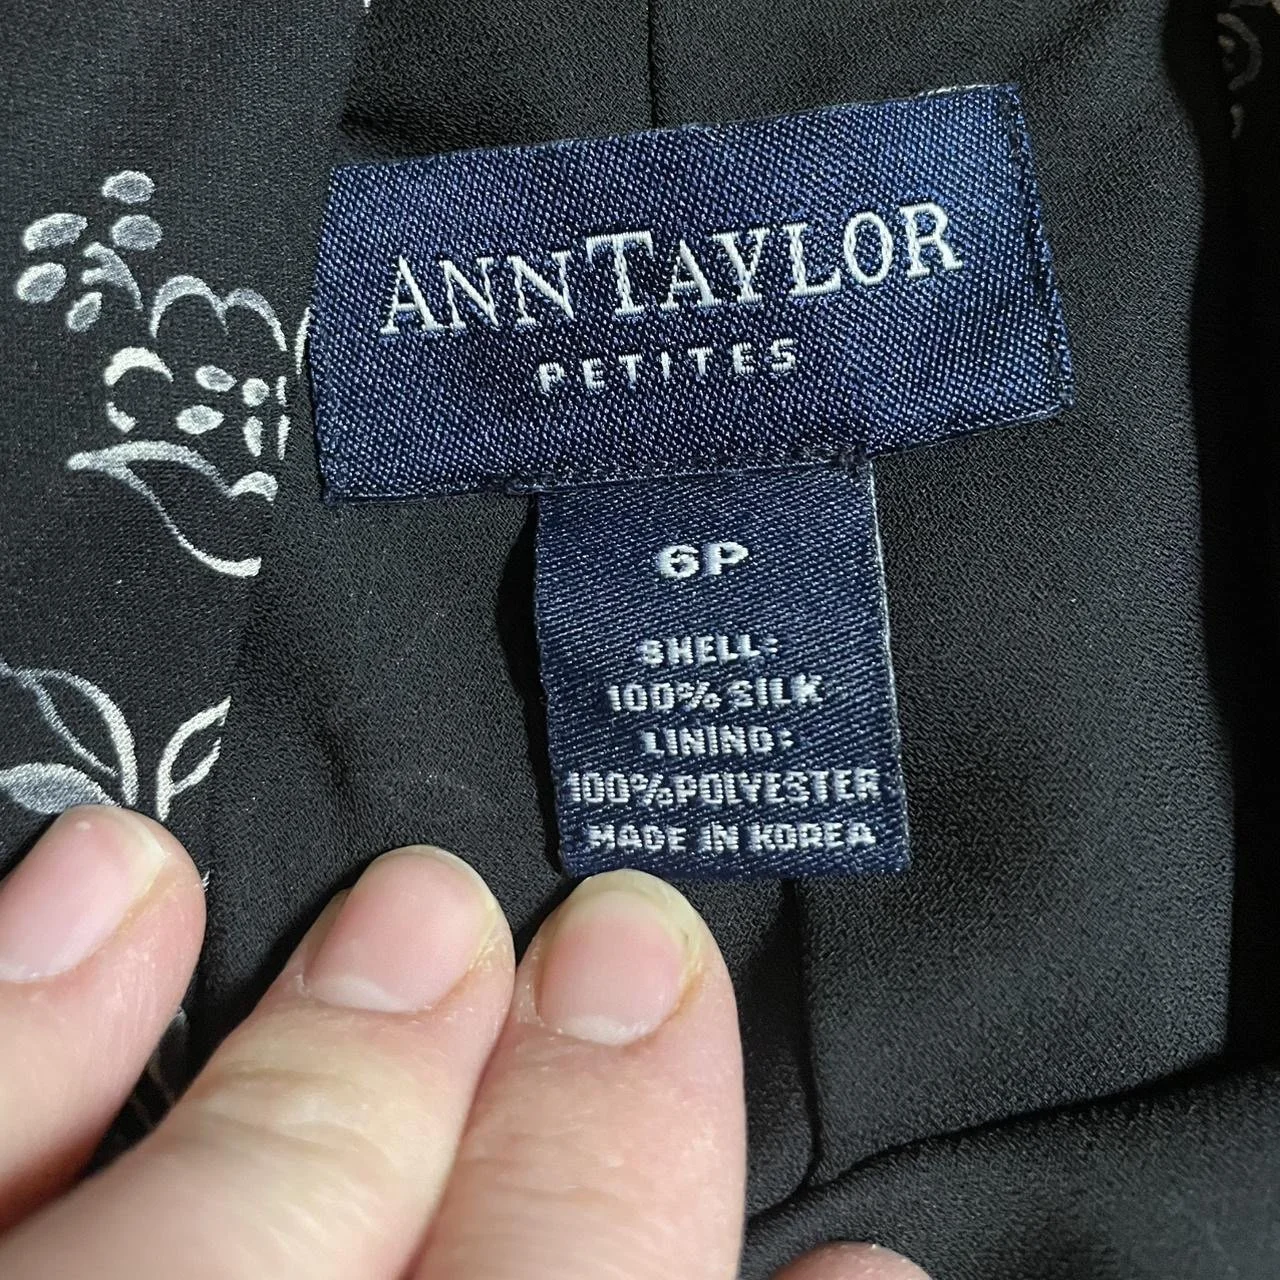 ANNTAYLOR
PETITES
6P
SHELL:
100% SILK
LINING:
100%POLYESTER
MADE IN KOREA